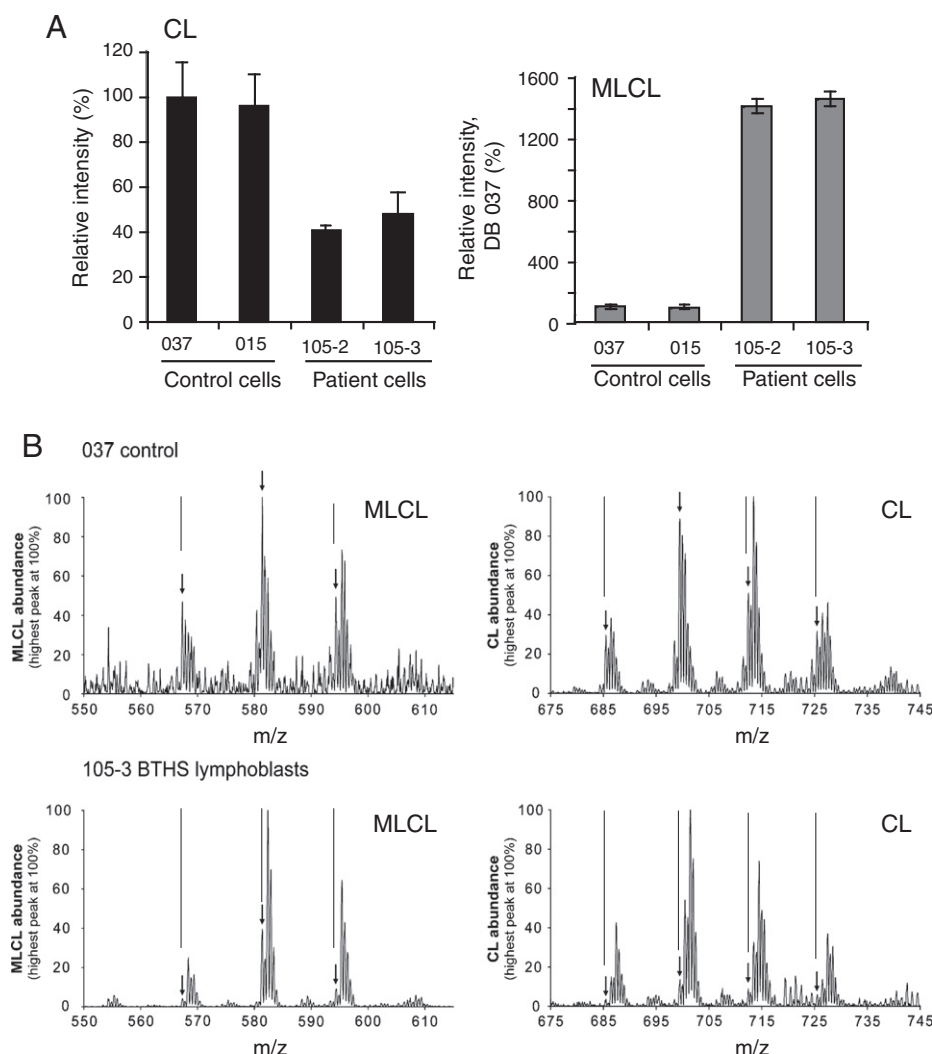 A
CL
Relative intensity (%)
120
100
80
60
40
20
0
037 015 105-2 105-3
Control cells Patient cells
MLCL
Relative intensity,
DB 037 (%)
1600
1200
800
400
0
037 015 105-2 105-3
Control cells Patient cells
B
037 control
MLCL
MLCL abundance
(highest peak at 100%)
100
80
60
40
20
0
550 560 570 580 590 600 610
m/z
CL
CL abundance
(highest peak at 100%)
100
80
60
40
20
0
675 685 695 705 715 725 735 745
m/z
105-3 BTHS lymphoblasts
MLCL
MLCL abundance
(highest peak at 100%)
100
80
60
40
20
0
550 560 570 580 590 600 610
m/z
CL
CL abundance
(highest peak at 100%)
100
80
60
40
20
0
675 685 695 705 715 725 735 745
m/z